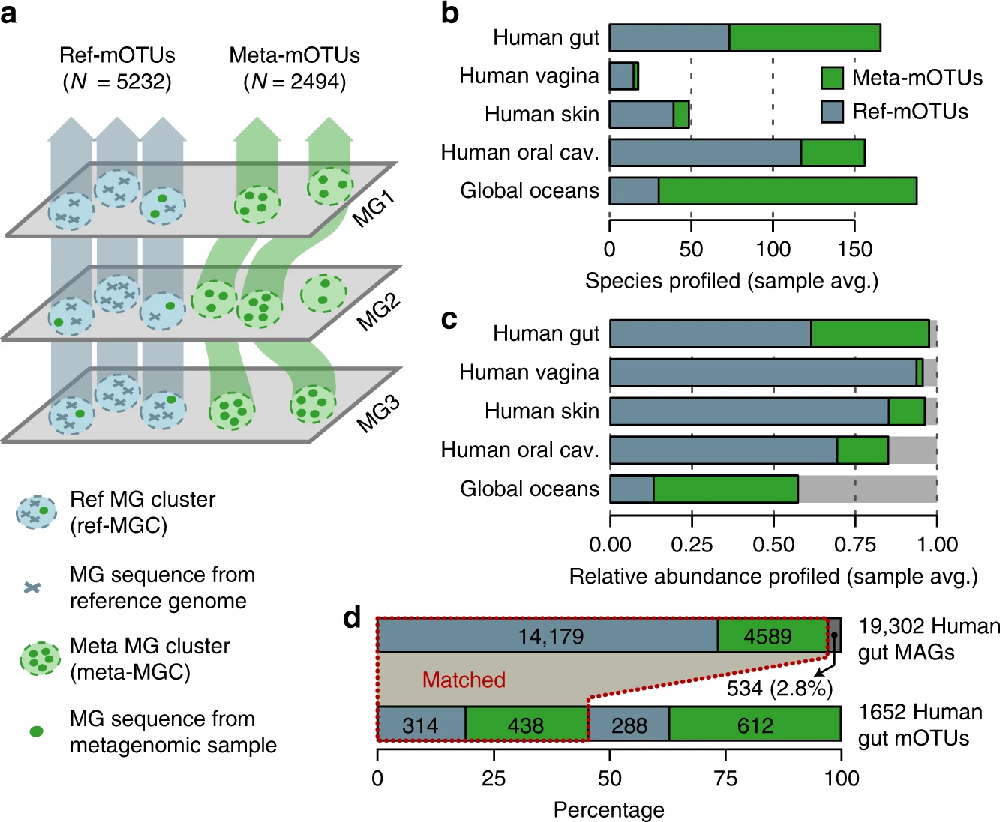 a
Ref-mOTUs
(N = 5232)
Meta-mOTUs
(N = 2494)
MG1
MG2
MG3
Ref MG cluster
(ref-MGC)
MG sequence from
reference genome
Meta MG cluster
(meta-MGC)
MG sequence from
metagenomic sample
b
Human gut
Human vagina
Human skin
Human oral cav.
Global oceans
Meta-mOTUs
Ref-mOTUs
0 50 100 150
Species profiled (sample avg.)
c
Human gut
Human vagina
Human skin
Human oral cav.
Global oceans
0.00 0.25 0.50 0.75 1.00
Relative abundance profiled (sample avg.)
d
14,179 4589
19,302 Human
gut MAGs
Matched
534 (2.8%)
314 438 288 612
1652 Human
gut mOTUs
0 25 50 75 100
Percentage